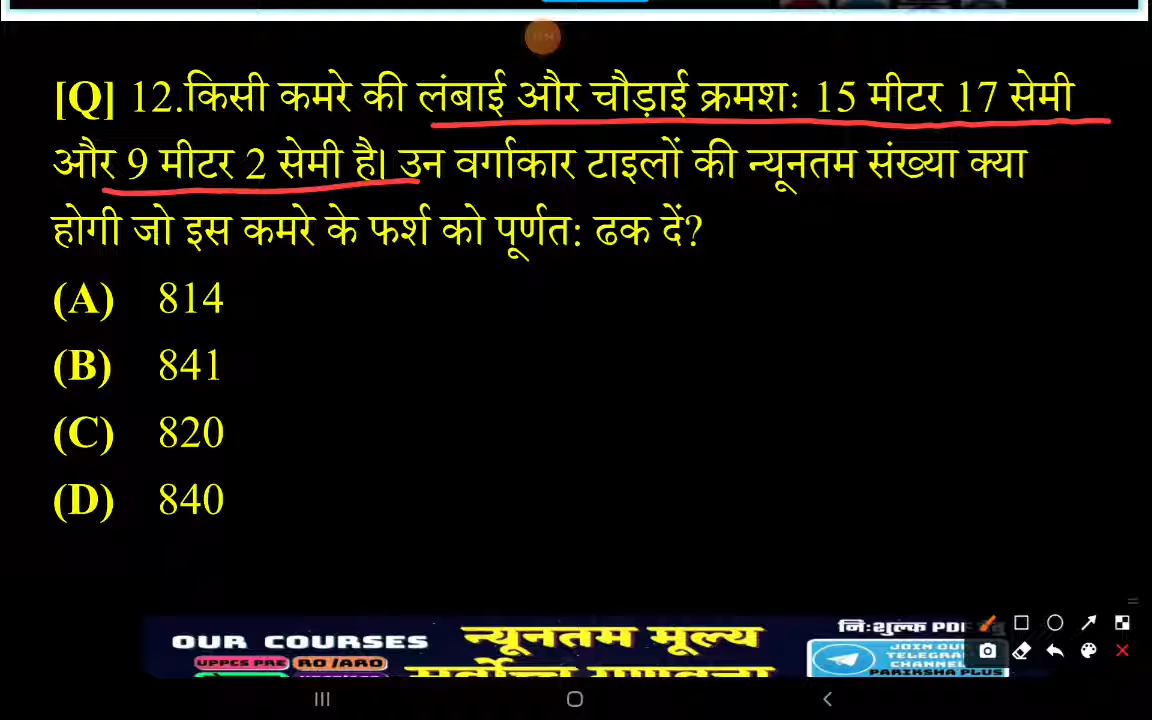 [Q] 12.किसी कमरे की लंबाई और चौड़ाई क्रमशः 15 मीटर 17 सेमी
और 9 मीटर 2 सेमी है। उन वर्गाकार टाइलों की न्यूनतम संख्या क्या
होगी जो इस कमरे के फर्श को पूर्णत: ढक दें?
(A) 814
(B) 841
(C) 820
(D) 840
OUR COURSES
न्यूनतम मूल्य
निःशुल्क PDF
UPPCS PRE
RO /ARO
सर्वोच्च गुणवत्ता
JOIN OUR
TELEGRAM
CHANNEL
PARIKSHA PLUS